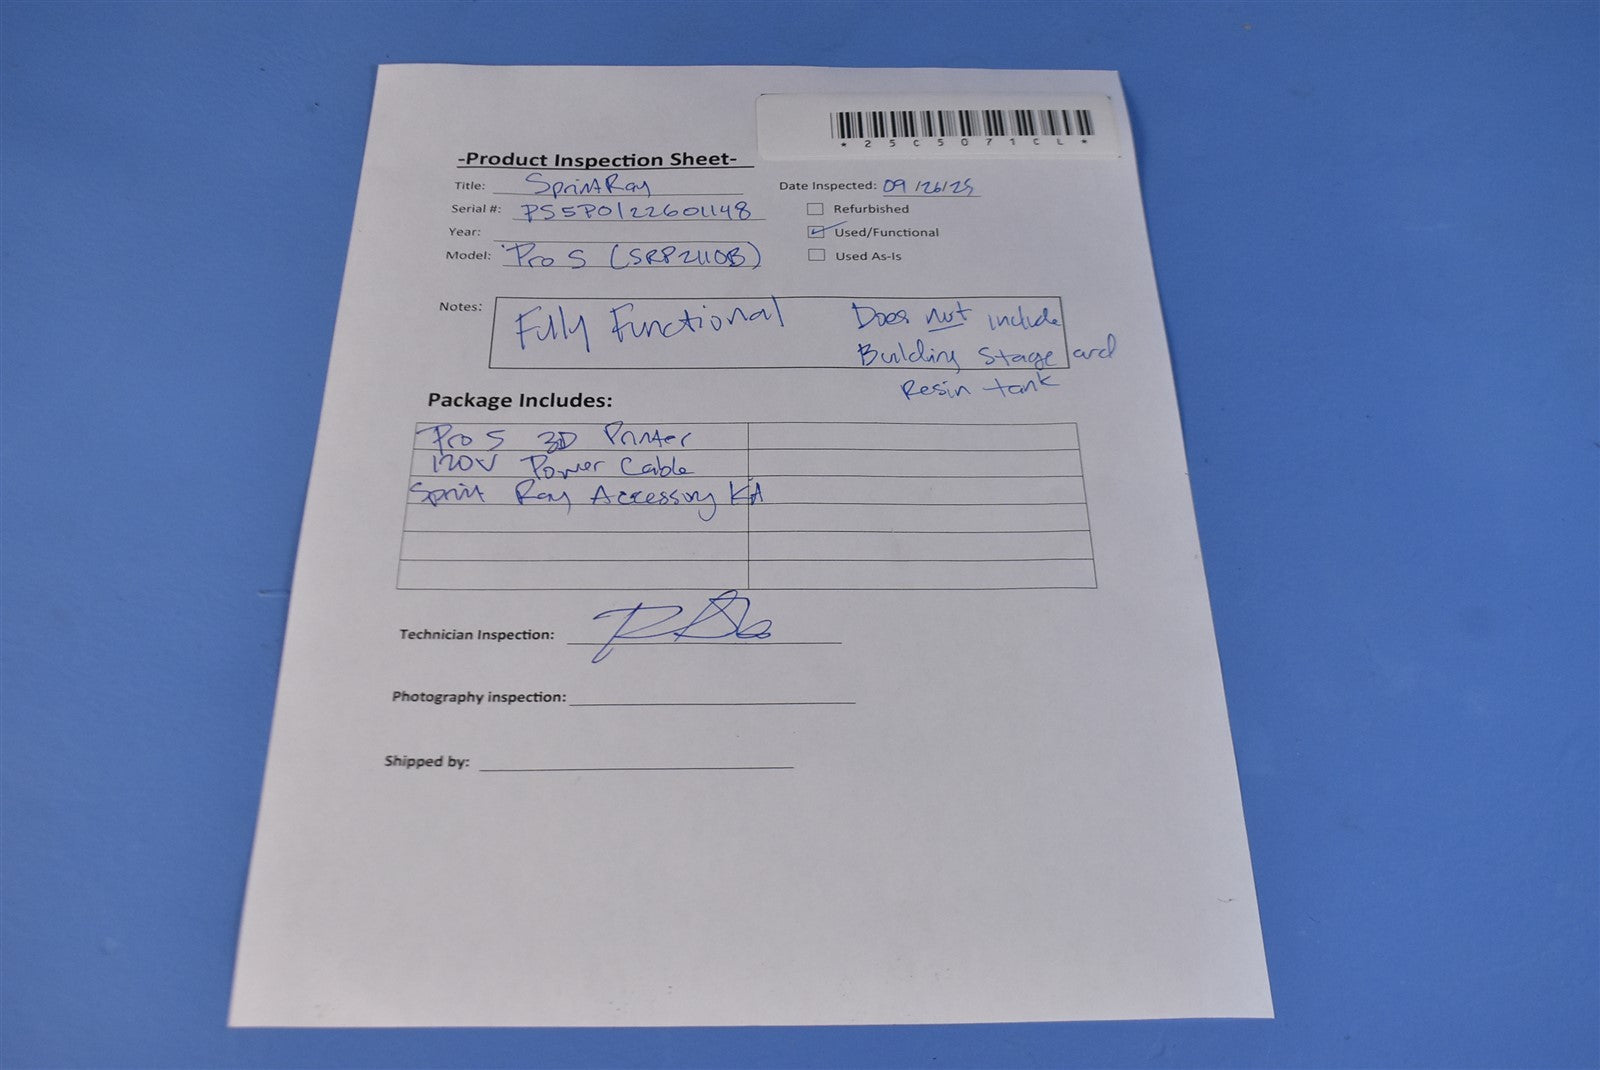 *25C5071CL*
-Product Inspection Sheet-
Title: SprintRay
Date Inspected: 09/26/25
Serial #: PS5P0122601148
Refurbished
Year:
Used/Functional
Model: Pro S (SRP2110B)
Used As-Is
Notes: Fully Functional
Does not include
Building Stage and
Resin tank
Package Includes:
Pro S 3D Printer
120V Power Cable
Sprint Ray Accessory Kit
Technician Inspection:
Photography inspection:
Shipped by: